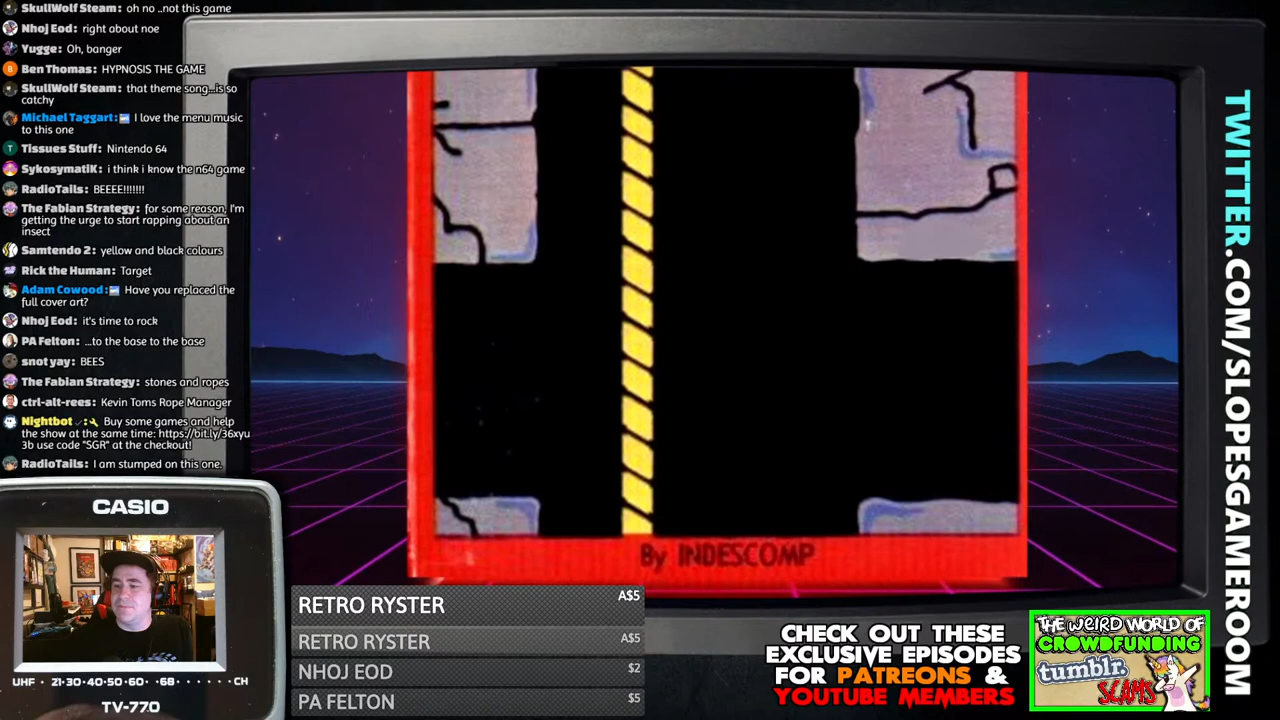 SkullWolf Steam: oh no ..not this game
Nhoj Eod: right about noe
Yugge: Oh, banger
B Ben Thomas: HYPNOSIS THE GAME
SkullWolf Steam: that theme song...is so
catchy
Michael Taggart: I love the menu music
to this one
T Tissues Stuff: Nintendo 64
SykosymatiK: i think i know the n64 game
RadioTails: BEEEE!!!!!!!
The Fabian Strategy: for some reason, I'm
getting the urge to start rapping about an
insect
Samtendo 2: yellow and black colours
Rick the Human: Target
Adam Cowood: Have you replaced the
full cover art?
Nhoj Eod: it's time to rock
PA Felton: ...to the base to the base
snot yay: BEES
The Fabian Strategy: stones and ropes
ctrl-alt-rees: Kevin Toms Rope Manager
Nightbot: Buy some games and help
the show at the same time: https://bit.ly/36xyu
3b use code "SGR" at the checkout!
RadioTails: I am stumped on this one.
By INDESCOMP
TWITTER.COM/SLOPESGAMEROOM
CASIO
UHF · 21·30·40·50·60 · ·68 · · · · · · CH
TV-770
RETRO RYSTER A$5
RETRO RYSTER A$5
NHOJ EOD $2
PA FELTON $5
CHECK OUT THESE
EXCLUSIVE EPISODES
FOR PATREONS &
YOUTUBE MEMBERS
THE WEIRD WORLD OF
CROWDFUNDING
tumblr.
SCAMS